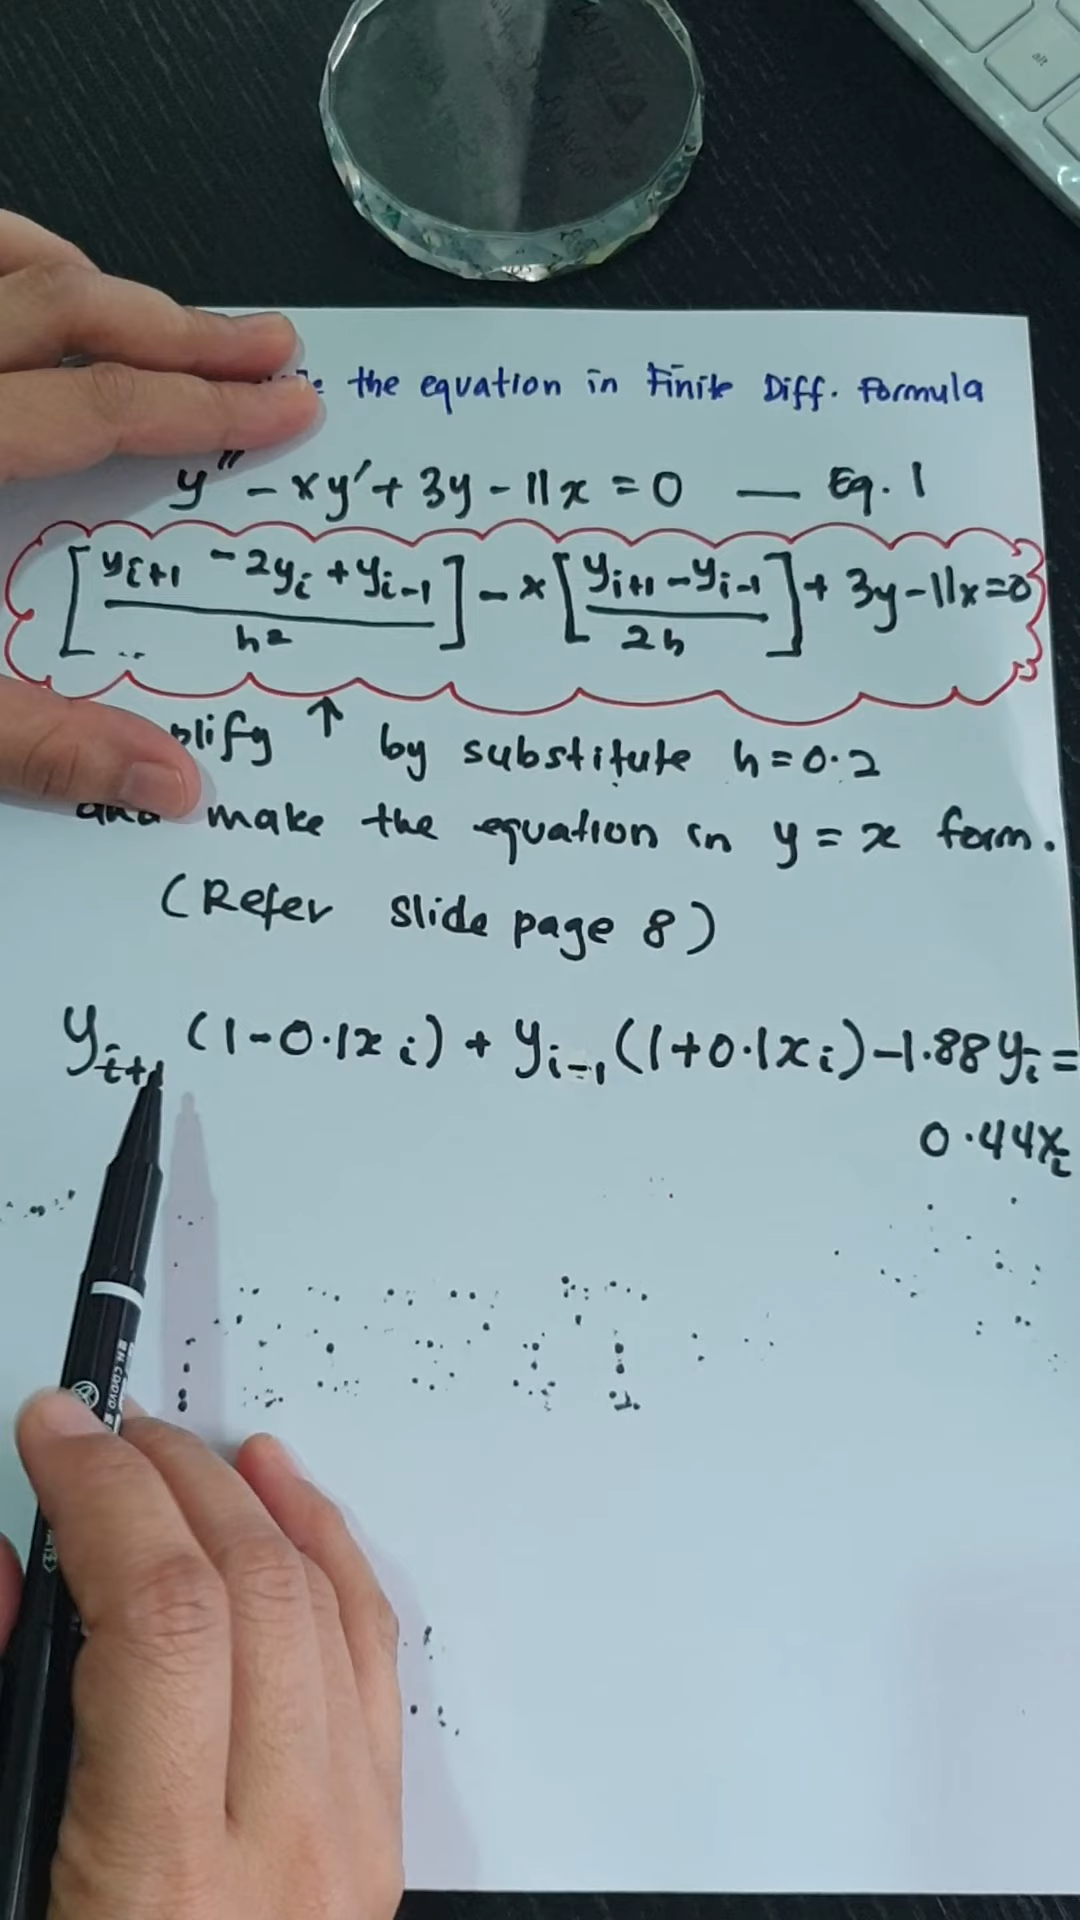 alt
the equation in Finite Diff. Formula
y'' - xy' + 3y - 11x = 0 — Eq. 1
[ (y_{i+1} - 2y_i + y_{i-1}) / h² ] - x [ (y_{i+1} - y_{i-1}) / 2h ] + 3y - 11x = 0
plify ↑ by substitute h = 0.2
and make the equation in y = x form.
(Refer slide page 8)
y_{i+1} (1 - 0.1x_i) + y_{i-1} (1 + 0.1x_i) - 1.88y_i =
0.44x_i